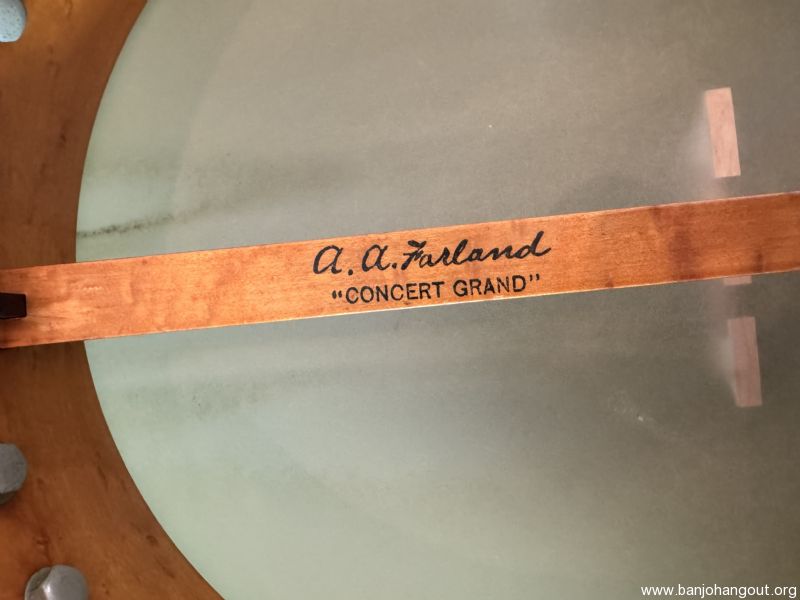 A. A. Farland
"CONCERT GRAND"
www.banjohangout.org